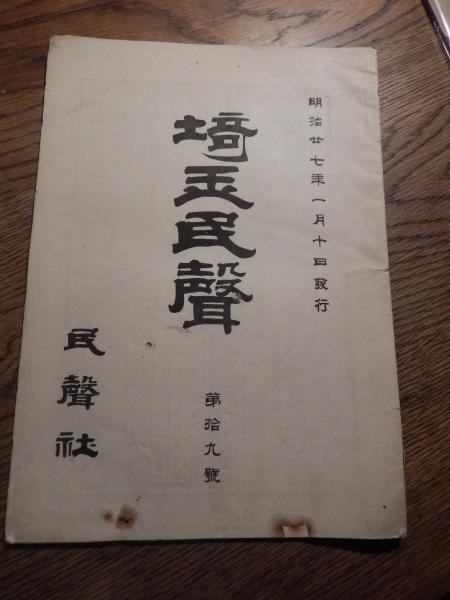 明治廿七年一月十日發行
埼玉民聲
第拾九號
民聲社